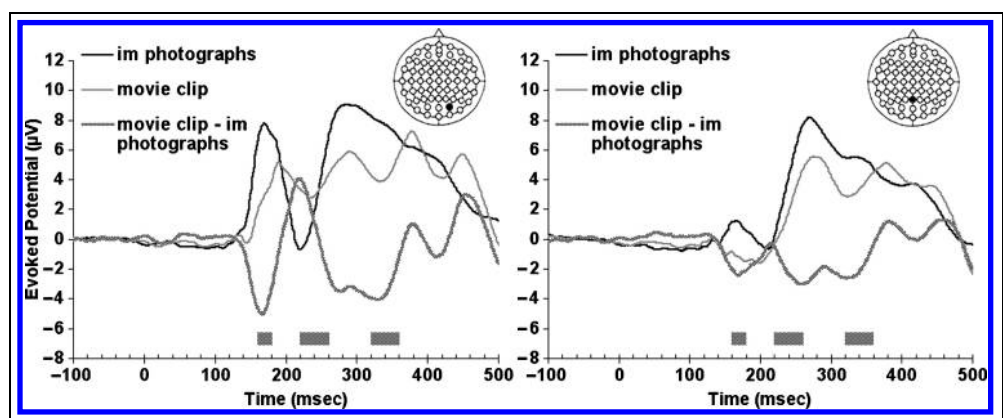 im photographs
movie clip
movie clip - im
photographs
Evoked Potential (µV)
12
10
8
6
4
2
0
−2
−4
−6
−8
−100 0 100 200 300 400 500
Time (msec)
im photographs
movie clip
movie clip - im
photographs
12
10
8
6
4
2
0
−2
−4
−6
−8
−100 0 100 200 300 400 500
Time (msec)